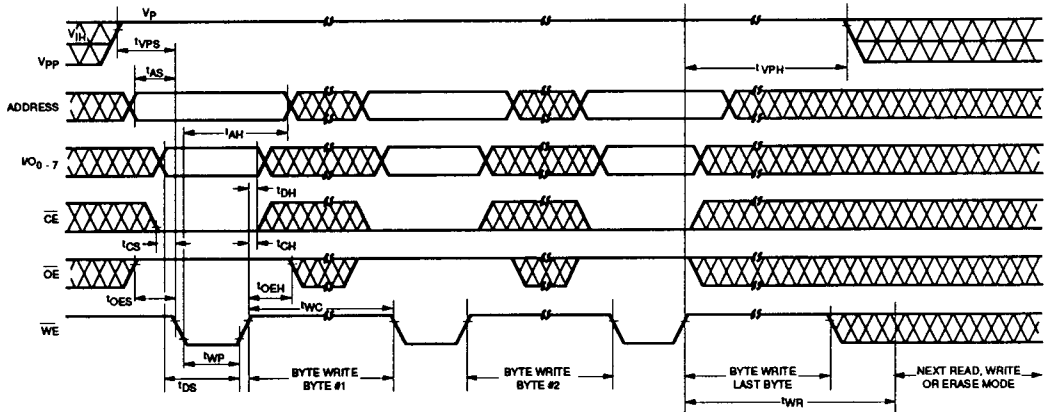 VP
VIH
tVPS
VPP
tVPH
tAS
ADDRESS
tAH
I/O0 - 7
tDH
CE
tCS
tCH
OE
tOES
tOEH
tWC
WE
tWP
tDS
BYTE WRITE
BYTE #1
BYTE WRITE
BYTE #2
BYTE WRITE
LAST BYTE
NEXT READ, WRITE
OR ERASE MODE
tWR